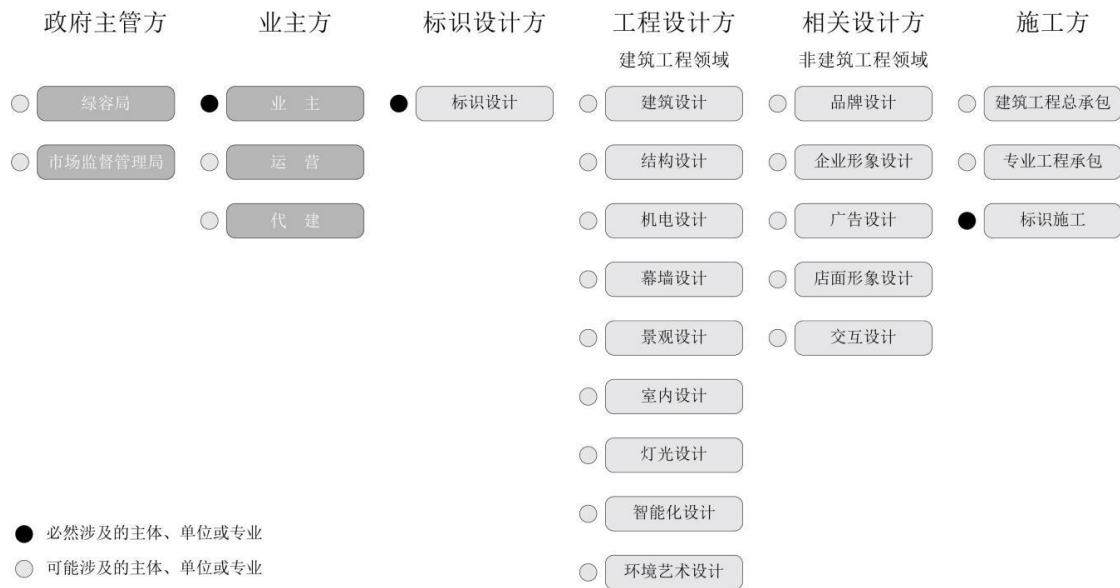 政府主管方
业主方
标识设计方
工程设计方
相关设计方
施工方
建筑工程领域
非建筑工程领域
绿容局
业 主
标识设计
建筑设计
品牌设计
建筑工程总承包
市场监督管理局
运 营
结构设计
企业形象设计
专业工程承包
代 建
机电设计
广告设计
标识施工
幕墙设计
店面形象设计
景观设计
交互设计
室内设计
灯光设计
智能化设计
环境艺术设计
必然涉及的主体、单位或专业
可能涉及的主体、单位或专业